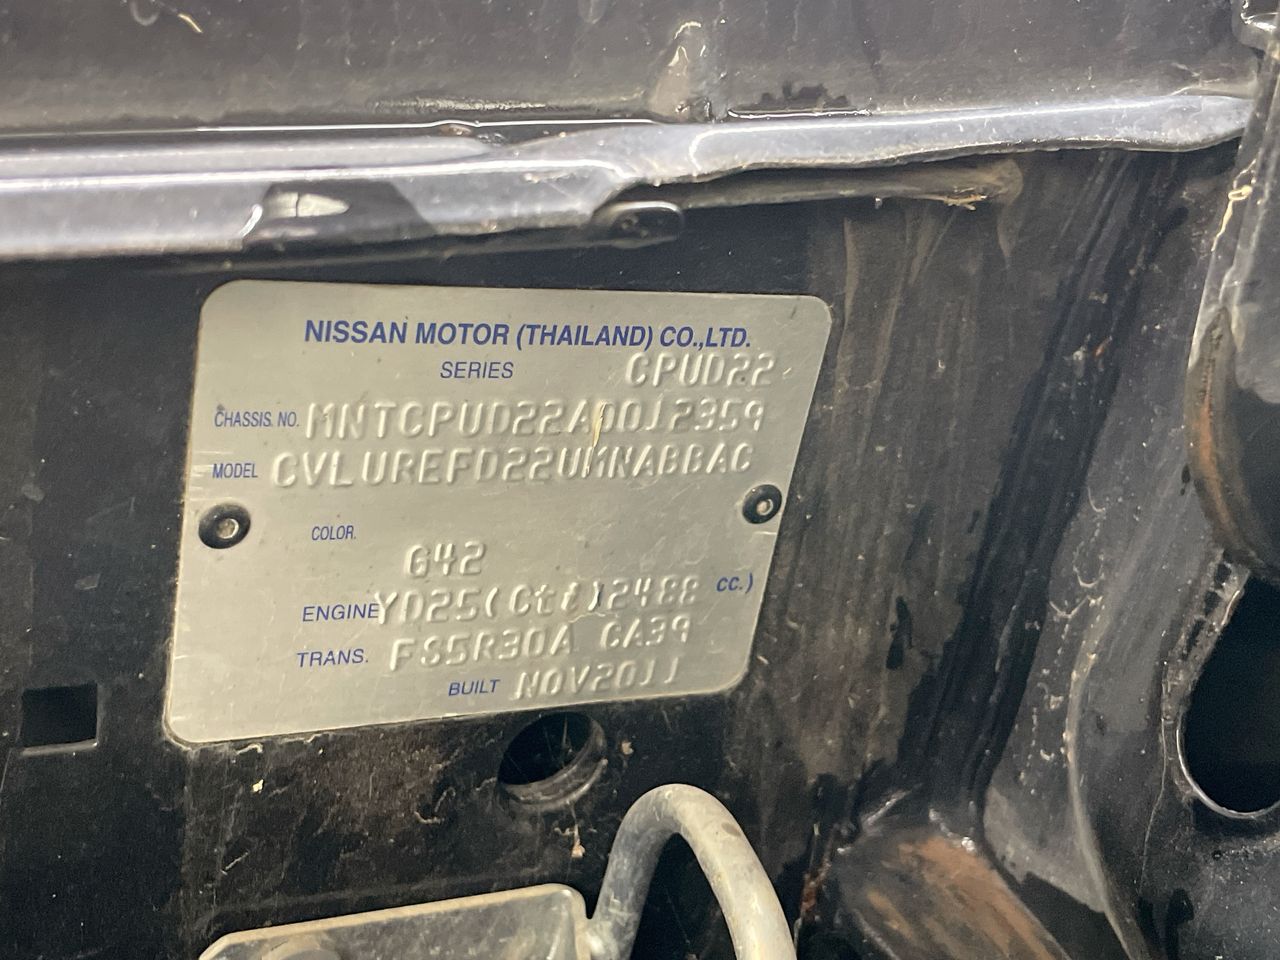 NISSAN MOTOR (THAILAND) CO.,LTD.
SERIES CPUD22
CHASSIS. NO. MNTCPUD22A0012359
MODEL CVLUREFD22UMNABBAC
COLOR.
G42
ENGINE YD25(Cti)2488 CC.)
TRANS. FS5R30A CA39
BUILT NOV2011